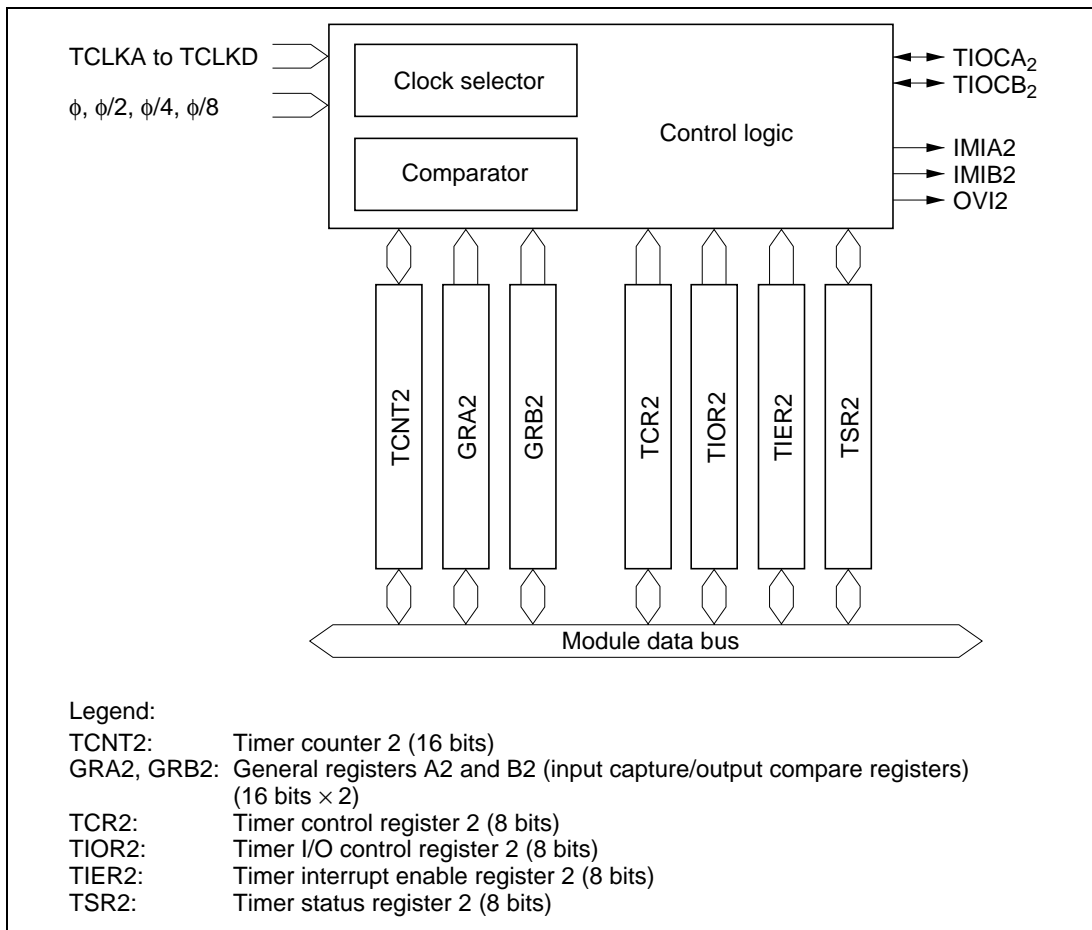 TCLKA to TCLKD
ϕ, ϕ/2, ϕ/4, ϕ/8
Clock selector
Comparator
Control logic
TIOCA2
TIOCB2
IMIA2
IMIB2
OVI2
TCNT2
GRA2
GRB2
TCR2
TIOR2
TIER2
TSR2
Module data bus
Legend:
TCNT2: Timer counter 2 (16 bits)
GRA2, GRB2: General registers A2 and B2 (input capture/output compare registers)
(16 bits × 2)
TCR2: Timer control register 2 (8 bits)
TIOR2: Timer I/O control register 2 (8 bits)
TIER2: Timer interrupt enable register 2 (8 bits)
TSR2: Timer status register 2 (8 bits)